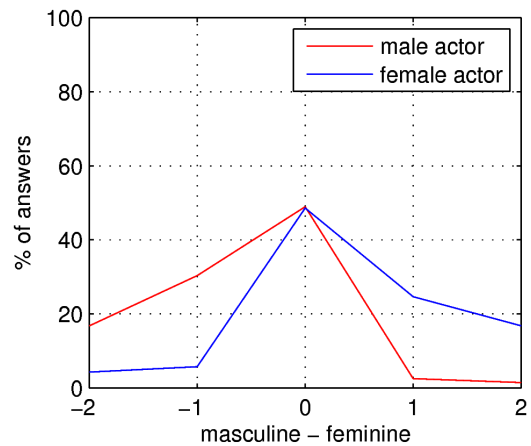 100
male actor
female actor
80
60
40
20
0
% of answers
−2
−1
0
1
2
masculine − feminine